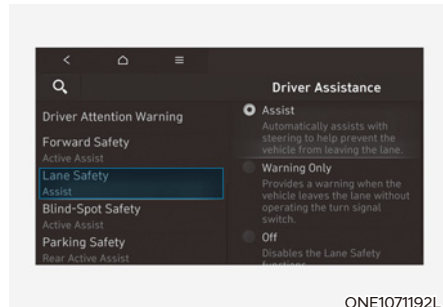 Driver Assistance
Driver Attention Warning
Forward Safety
Active Assist
Lane Safety
Assist
Blind-Spot Safety
Active Assist
Parking Safety
Rear Active Assist
Assist
Automatically assists with
steering to help prevent the
vehicle from leaving the lane.
Warning Only
Provides a warning when the
vehicle leaves the lane without
operating the turn signal
switch.
Off
Disables the Lane Safety
functions.
ONE1071192L